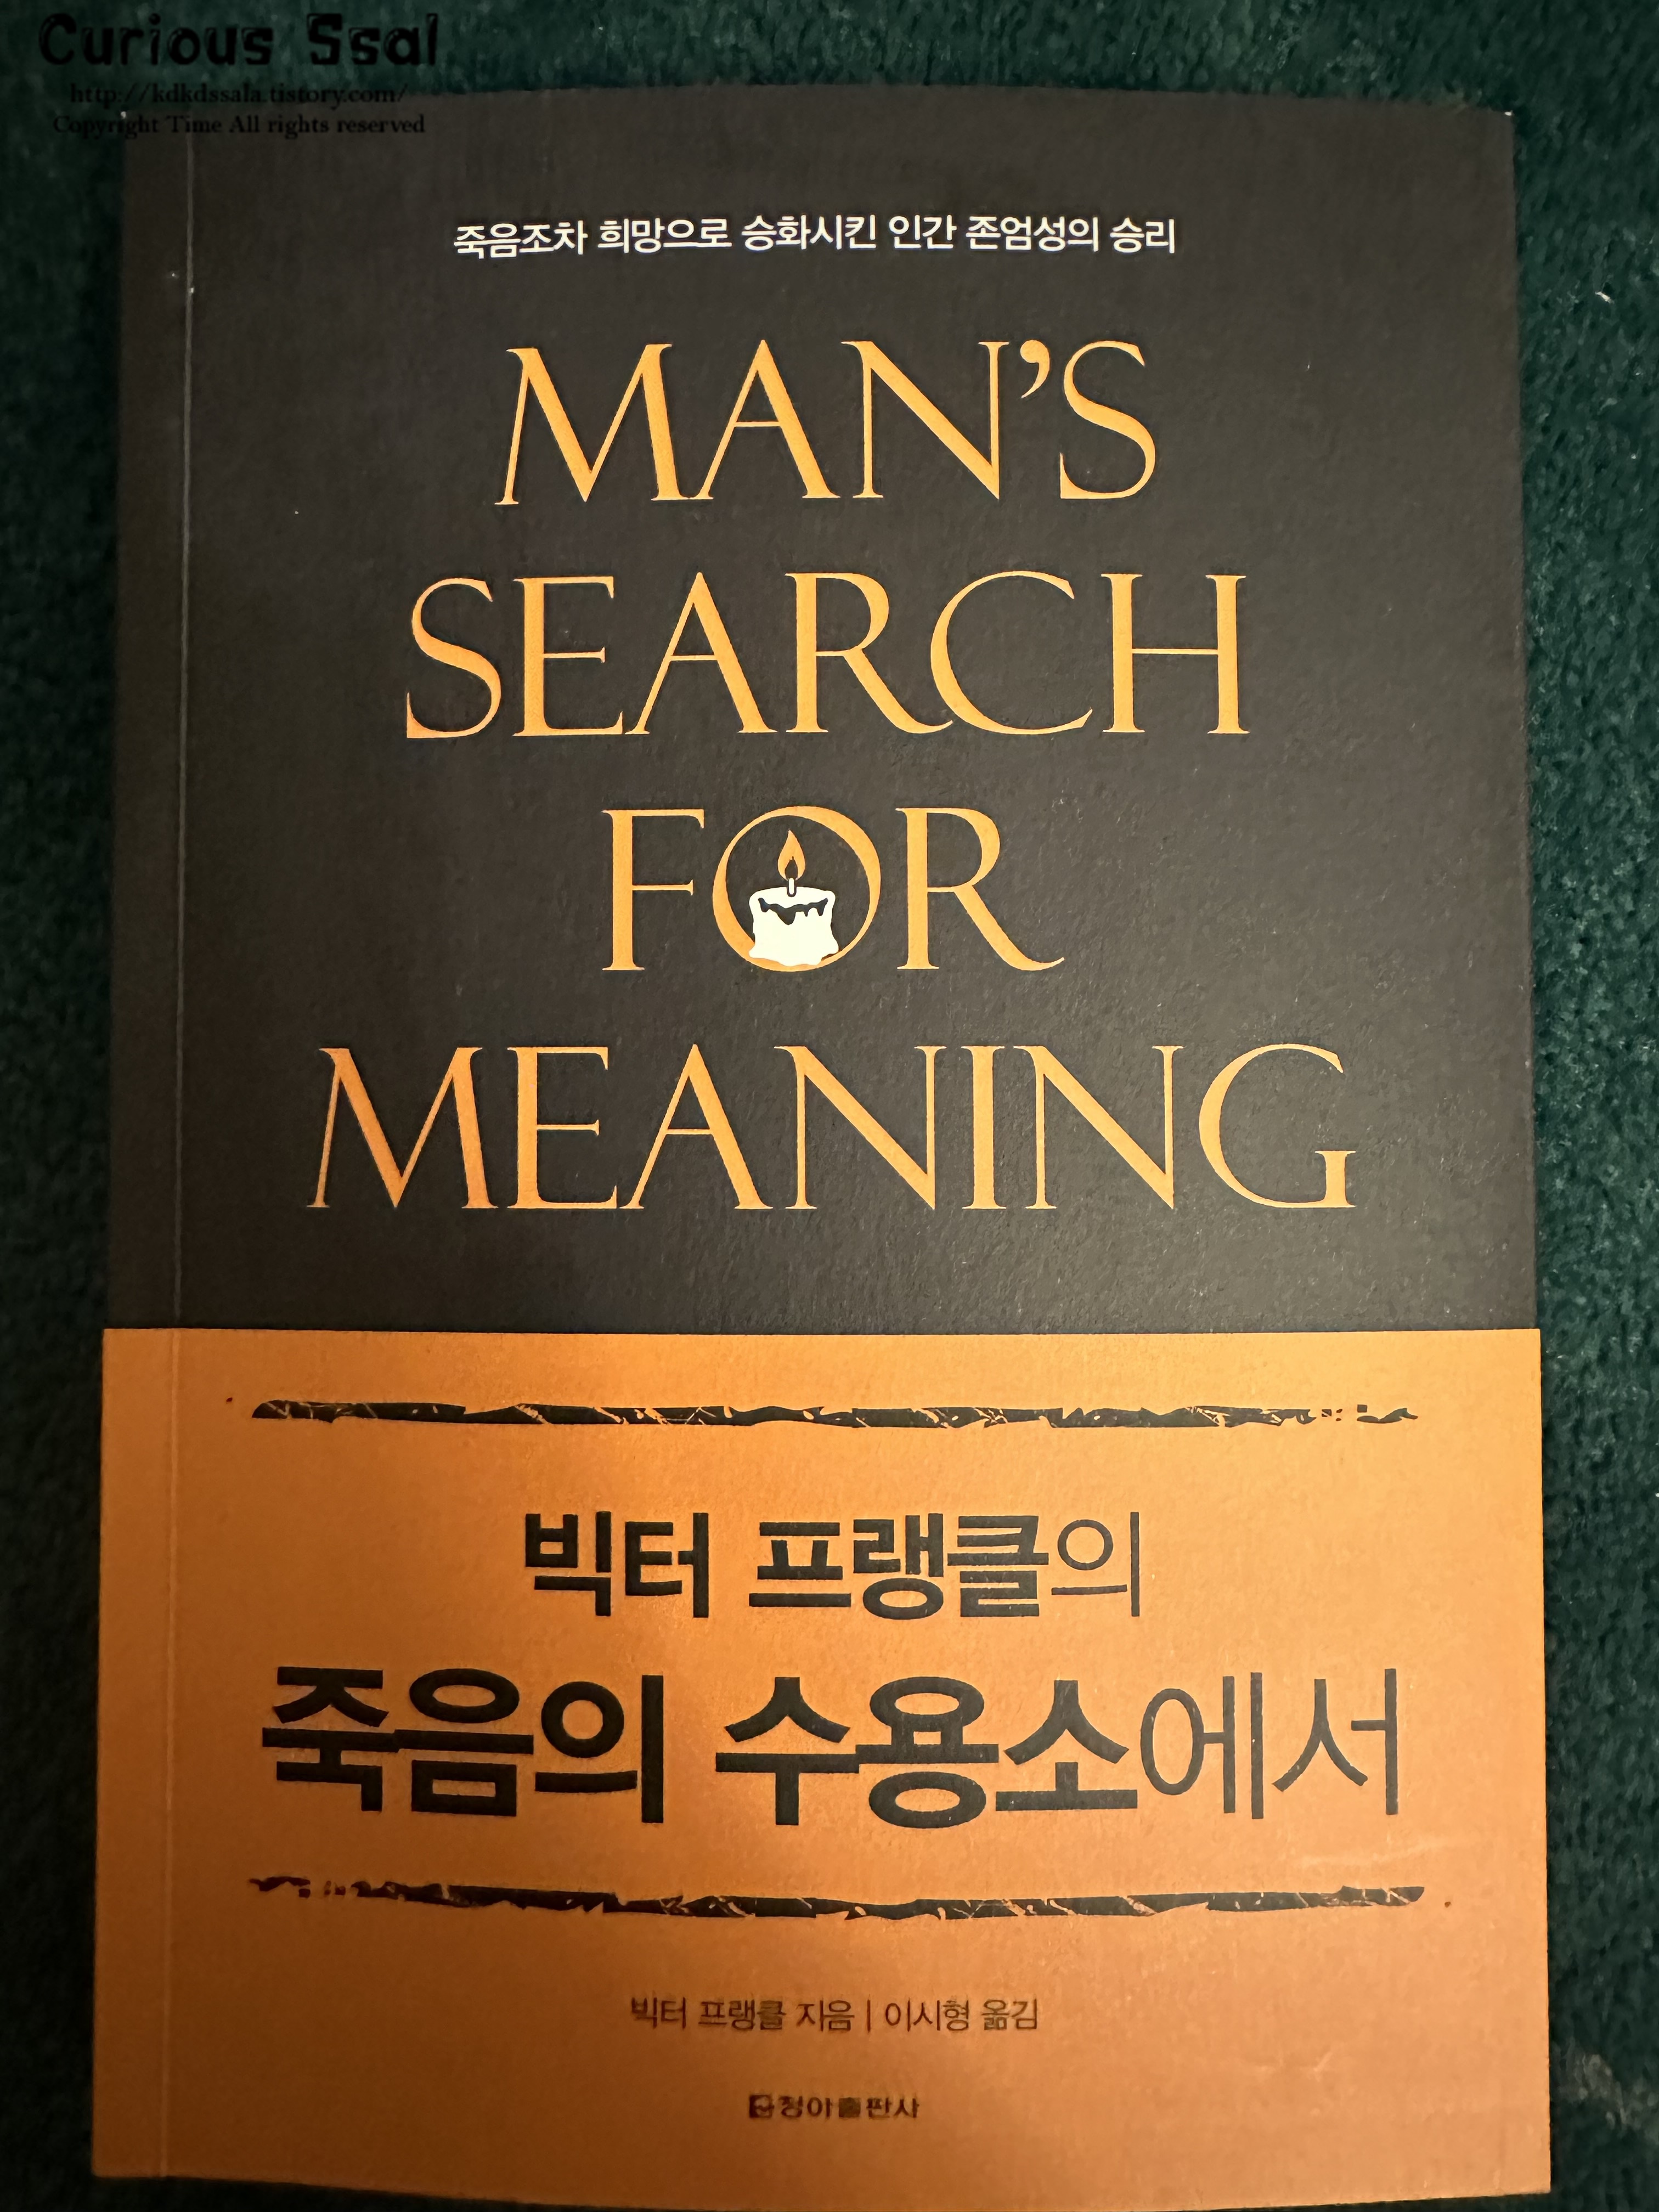 Curious Ssal
http://kdkdssala.tistory.com/
Copyright Time All rights reserved
죽음조차 희망으로 승화시킨 인간 존엄성의 승리
MAN'S
SEARCH
FOR
MEANING
빅터 프랭클의
죽음의 수용소에서
빅터 프랭클 지음 | 이시형 옮김
청아출판사